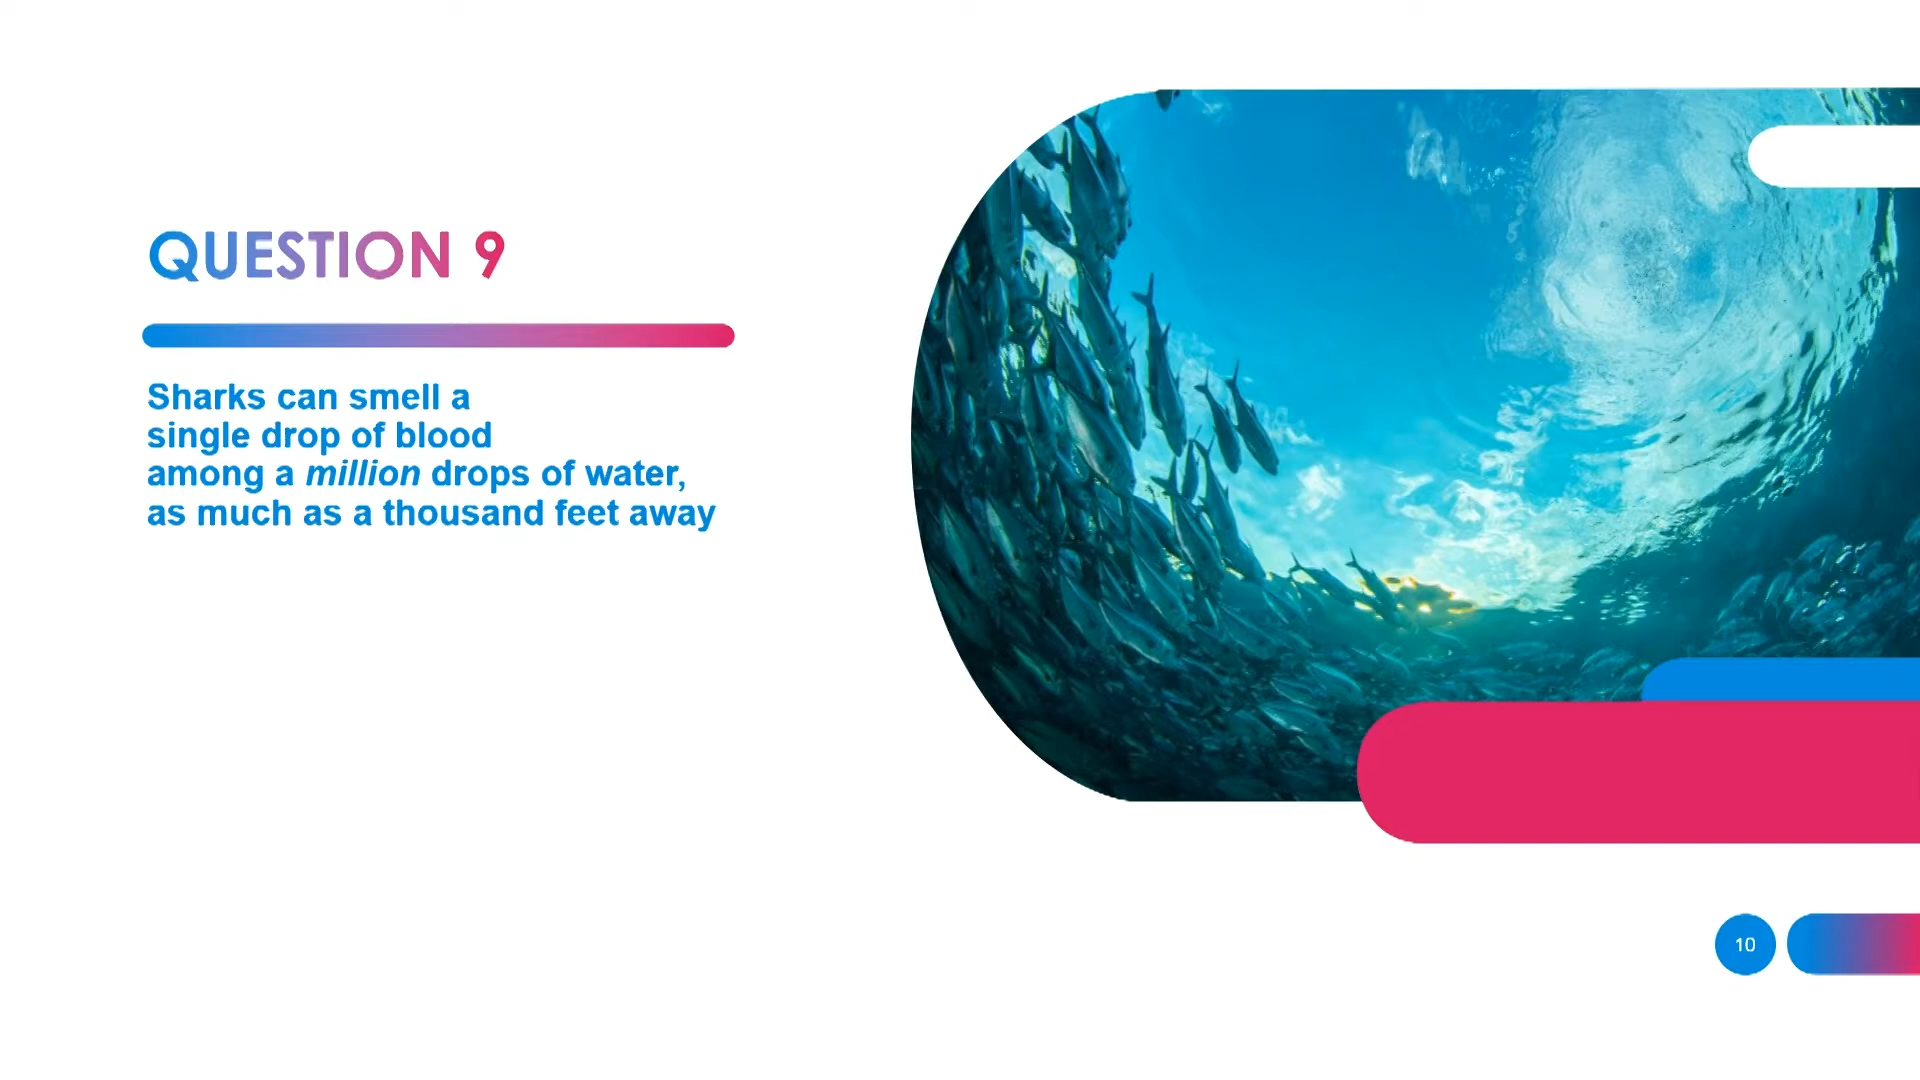 QUESTION 9
Sharks can smell a
single drop of blood
among a million drops of water,
as much as a thousand feet away
10